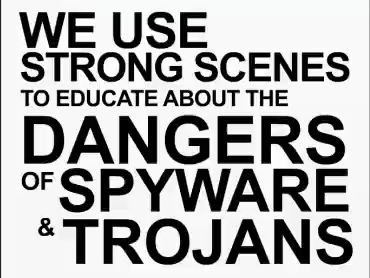 WE USE
STRONG SCENES
TO EDUCATE ABOUT THE
DANGERS
OF SPYWARE
& TROJANS